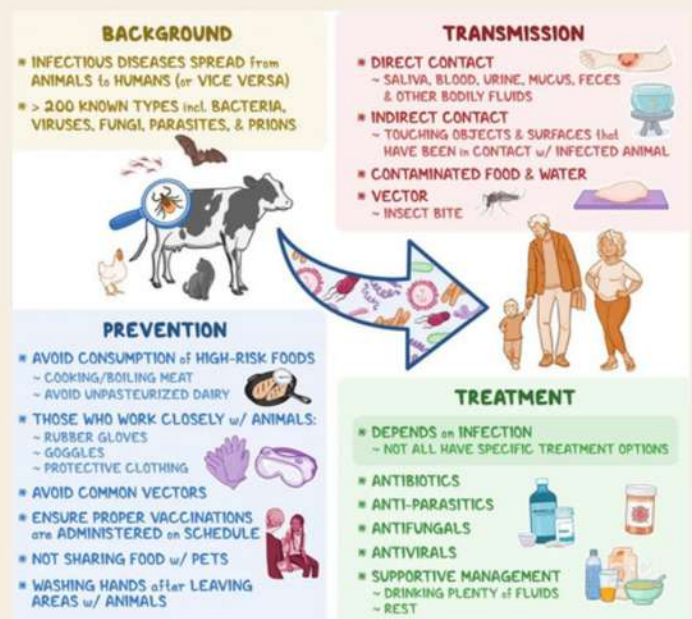 BACKGROUND
* INFECTIOUS DISEASES SPREAD from
ANIMALS to HUMANS (or VICE VERSA)
* > 200 KNOWN TYPES incl. BACTERIA,
VIRUSES, FUNGI, PARASITES, & PRIONS
TRANSMISSION
* DIRECT CONTACT
~ SALIVA, BLOOD, URINE, MUCUS, FECES
& OTHER BODILY FLUIDS
* INDIRECT CONTACT
~ TOUCHING OBJECTS & SURFACES that
HAVE BEEN in CONTACT w/ INFECTED ANIMAL
* CONTAMINATED FOOD & WATER
* VECTOR
~ INSECT BITE
PREVENTION
* AVOID CONSUMPTION of HIGH-RISK FOODS
~ COOKING/BOILING MEAT
~ AVOID UNPASTEURIZED DAIRY
* THOSE WHO WORK CLOSELY w/ ANIMALS:
~ RUBBER GLOVES
~ GOGGLES
~ PROTECTIVE CLOTHING
* AVOID COMMON VECTORS
* ENSURE PROPER VACCINATIONS
are ADMINISTERED on SCHEDULE
* NOT SHARING FOOD w/ PETS
* WASHING HANDS after LEAVING
AREAS w/ ANIMALS
TREATMENT
* DEPENDS on INFECTION
~ NOT ALL HAVE SPECIFIC TREATMENT OPTIONS
* ANTIBIOTICS
* ANTI-PARASITICS
* ANTIFUNGALS
* ANTIVIRALS
* SUPPORTIVE MANAGEMENT
~ DRINKING PLENTY of FLUIDS
~ REST